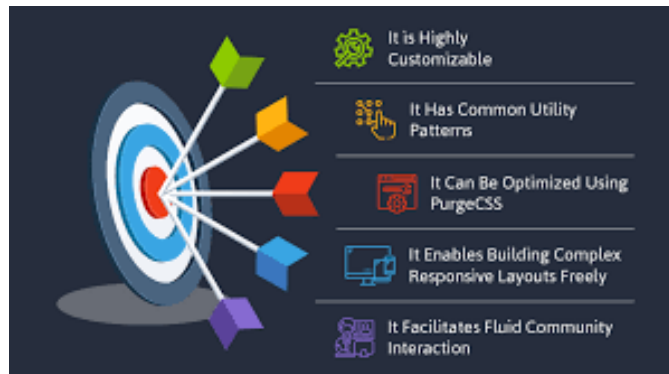 It is Highly
Customizable
It Has Common Utility
Patterns
It Can Be Optimized Using
PurgeCSS
It Enables Building Complex
Responsive Layouts Freely
It Facilitates Fluid Community
Interaction